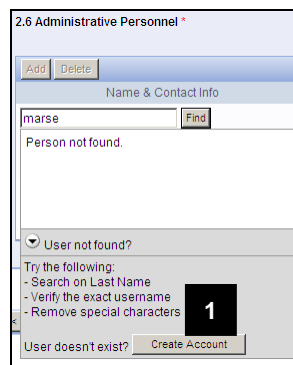 2.6 Administrative Personnel *
Add Delete
Name & Contact Info
marse Find
Person not found.
User not found?
Try the following:
- Search on Last Name
- Verify the exact username
- Remove special characters
1
User doesn't exist? Create Account
<